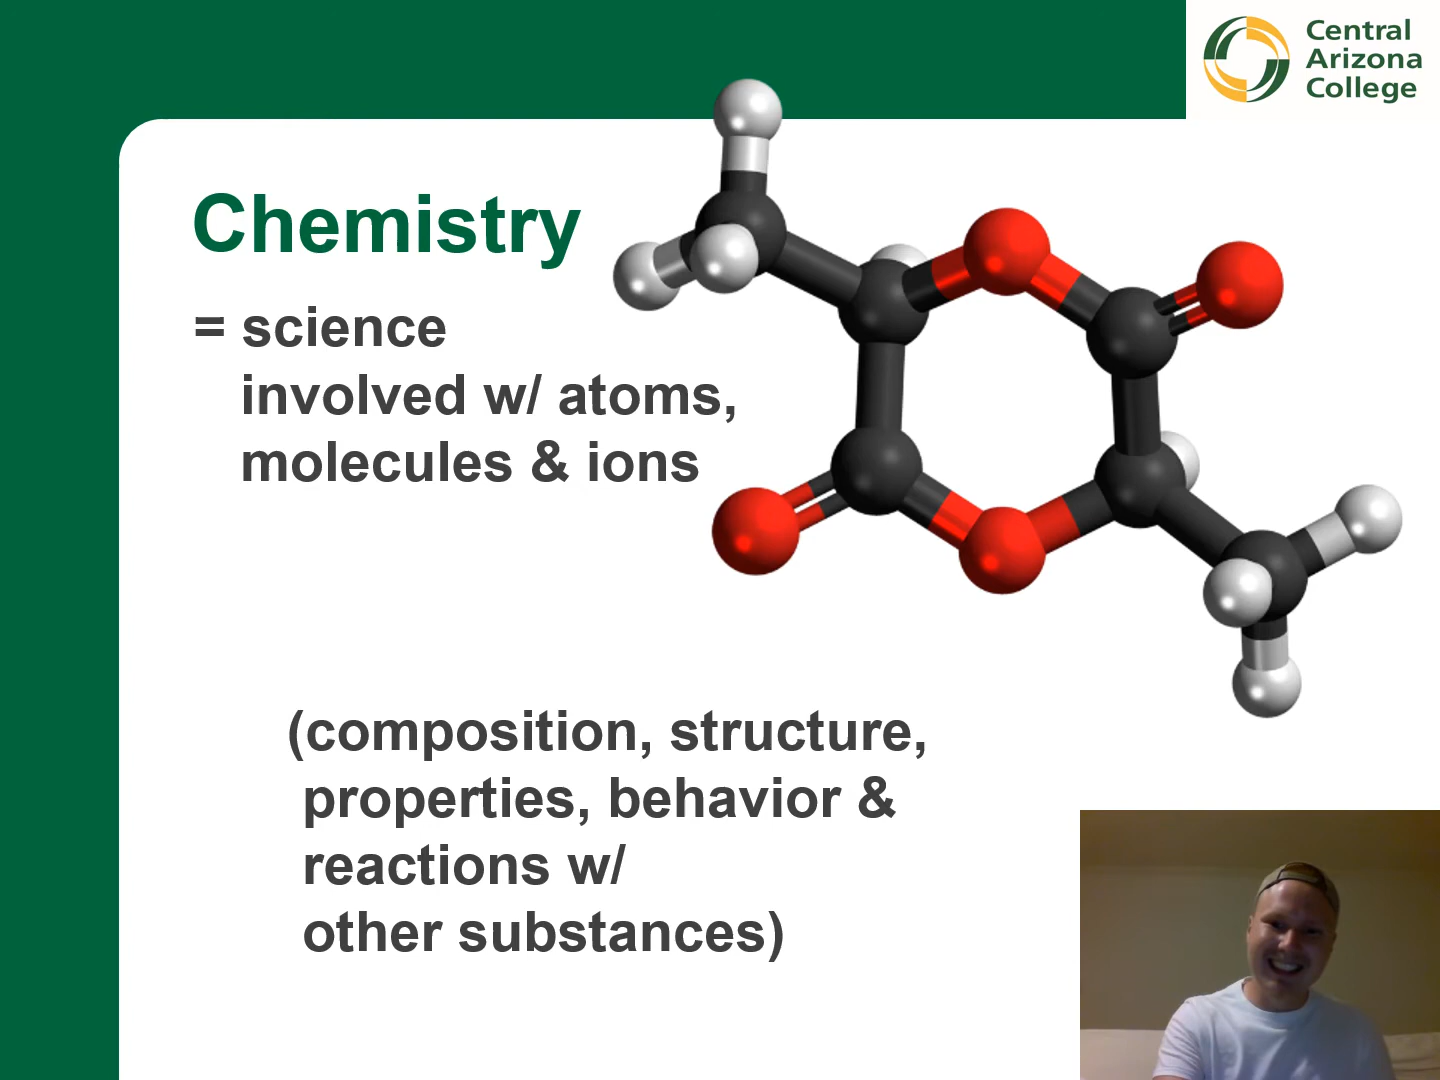 Central
Arizona
College
Chemistry
= science
involved w/ atoms,
molecules & ions
(composition, structure,
properties, behavior &
reactions w/
other substances)